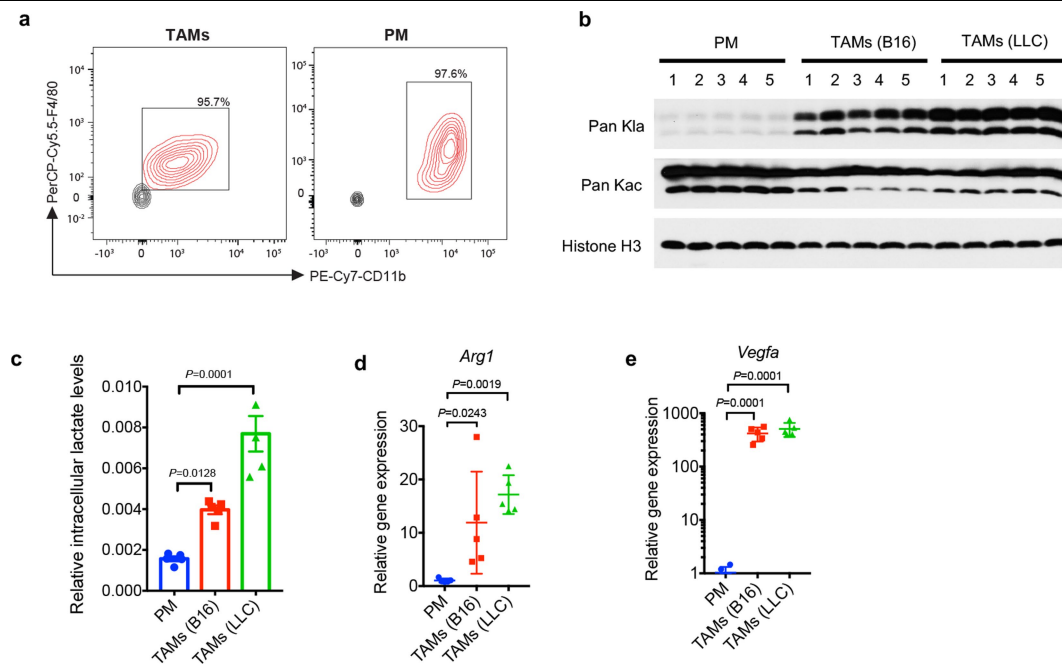 a
TAMs
PM
95.7%
97.6%
PerCP-Cy5.5-F4/80
10⁴
10³
10²
0
-10⁻²
-10³ 0 10³ 10⁴ 10⁵
10⁵
10⁴
10³
0
-10³ 0 10³ 10⁴ 10⁵
PE-Cy7-CD11b
b
PM TAMs (B16) TAMs (LLC)
1 2 3 4 5 1 2 3 4 5 1 2 3 4 5
Pan Kla
Pan Kac
Histone H3
c
Relative intracellular lactate levels
P=0.0001
P=0.0128
0.010
0.008
0.006
0.004
0.002
0.000
PM
TAMs (B16)
TAMs (LLC)
d
Arg1
Relative gene expression
P=0.0019
P=0.0243
30
20
10
0
PM
TAMs (B16)
TAMs (LLC)
e
Vegfa
Relative gene expression
P=0.0001
P=0.0001
1000
100
10
1
PM
TAMs (B16)
TAMs (LLC)